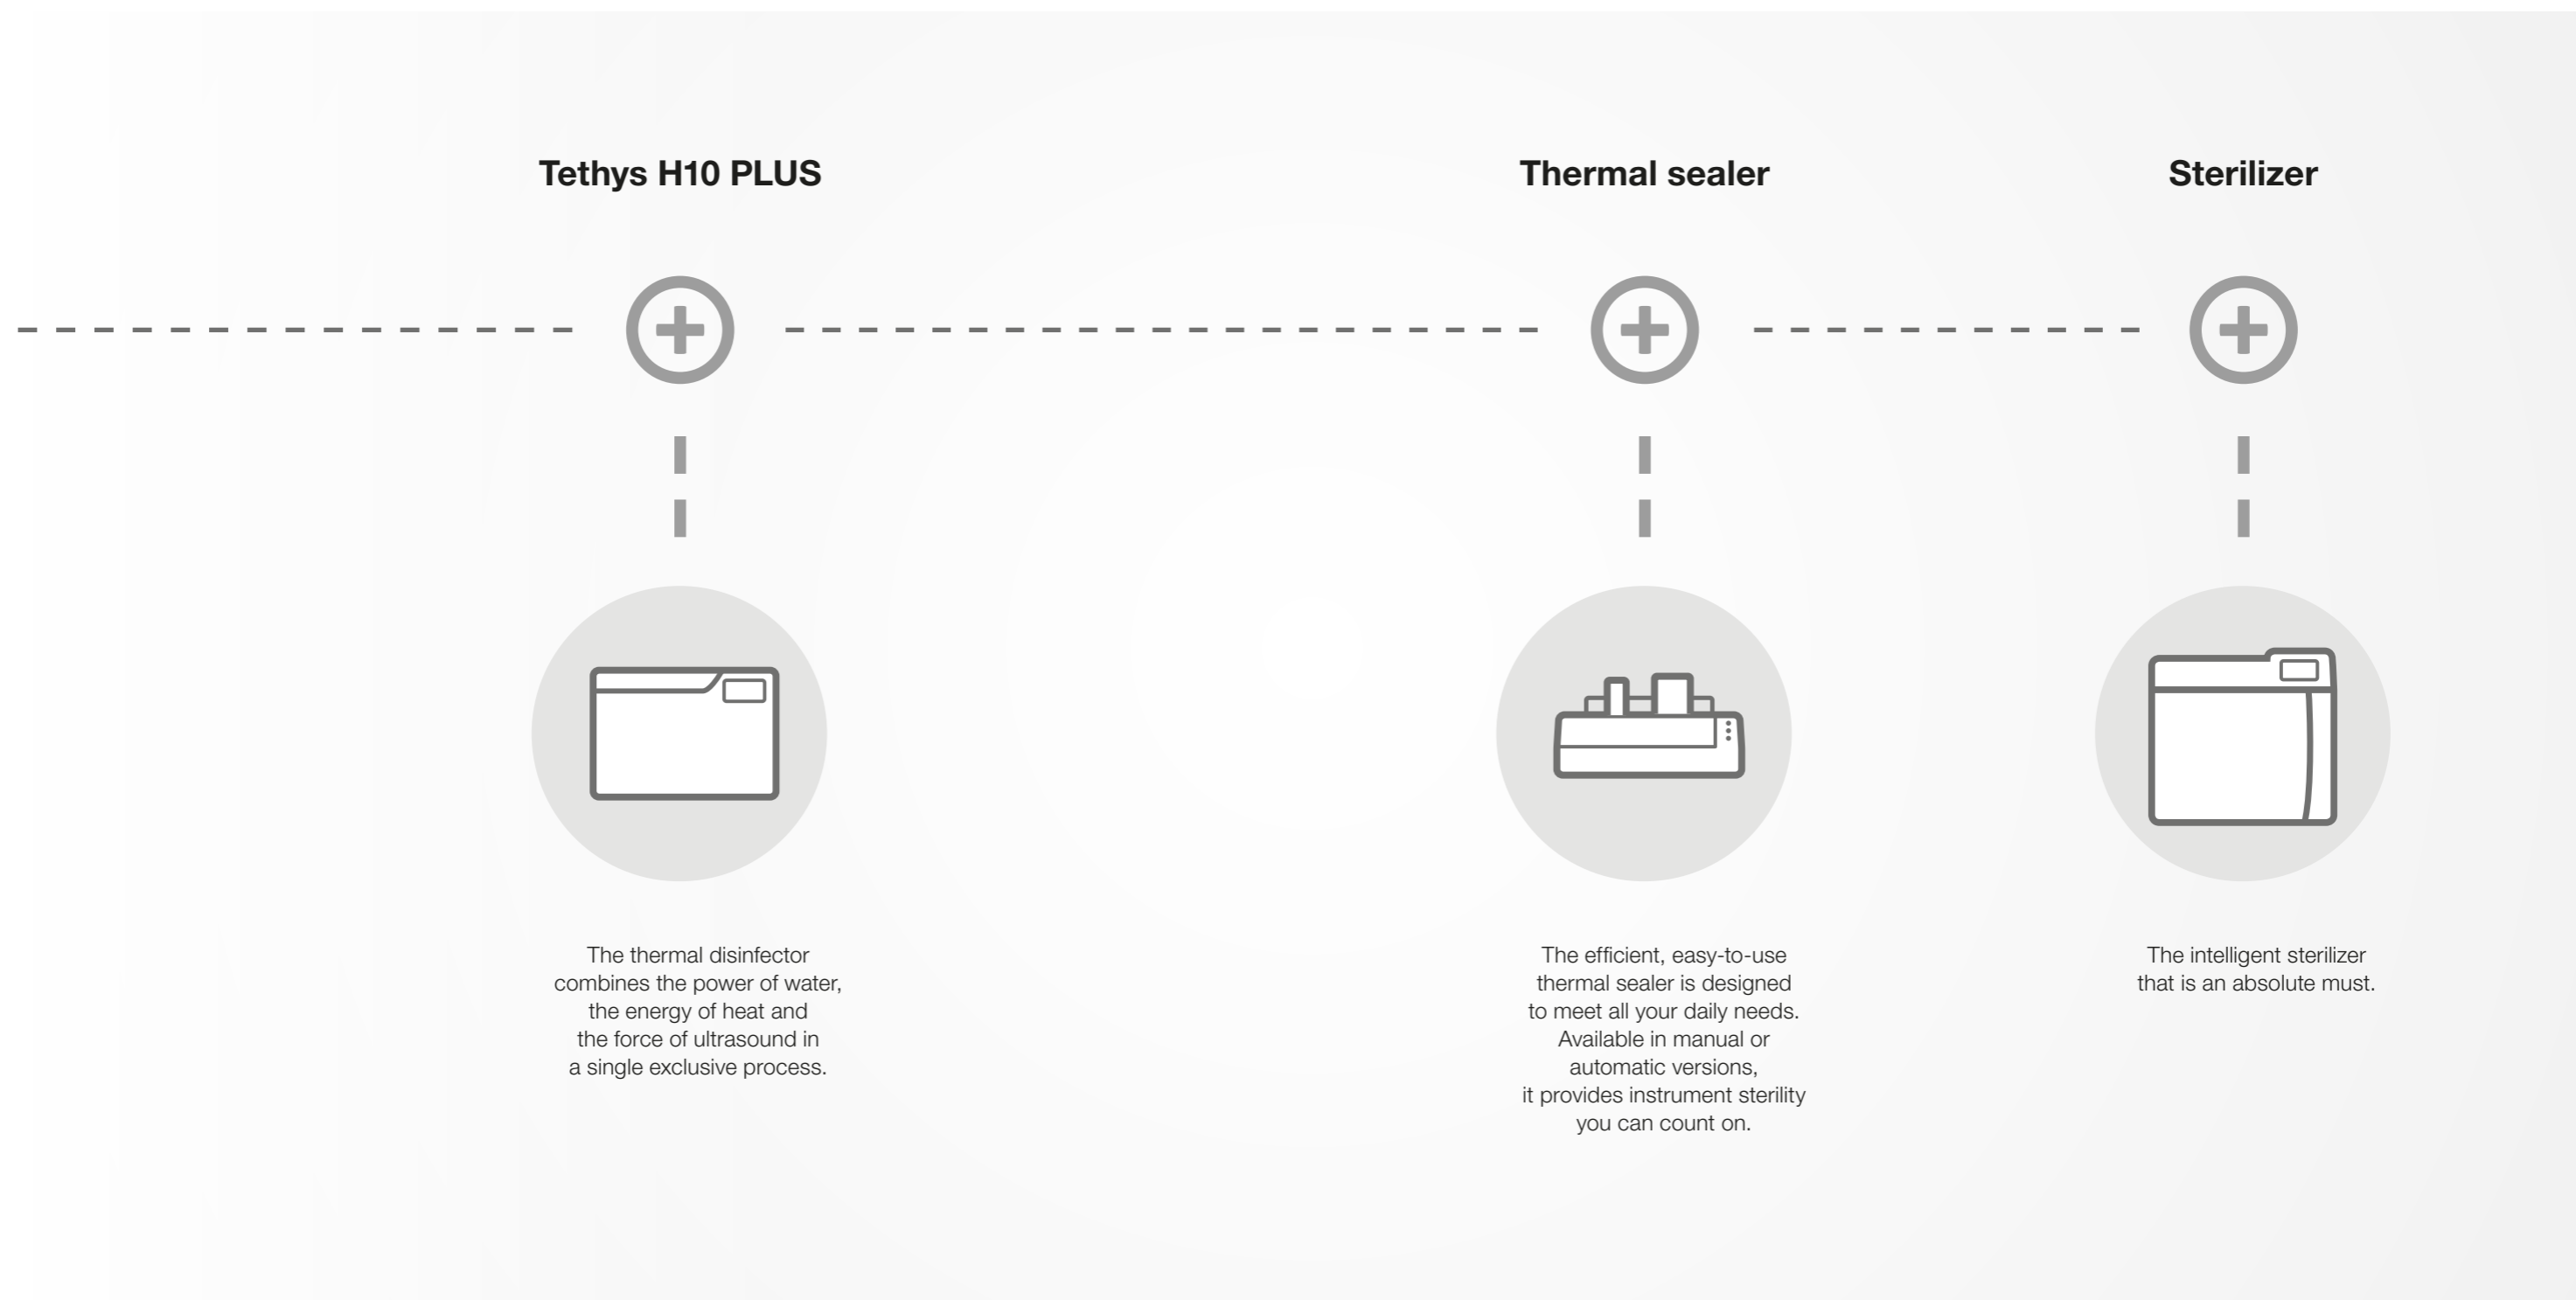 Tethys H10 PLUS
The thermal disinfector
combines the power of water,
the energy of heat and
the force of ultrasound in
a single exclusive process.
Thermal sealer
The efficient, easy-to-use
thermal sealer is designed
to meet all your daily needs.
Available in manual or
automatic versions,
it provides instrument sterility
you can count on.
Sterilizer
The intelligent sterilizer
that is an absolute must.